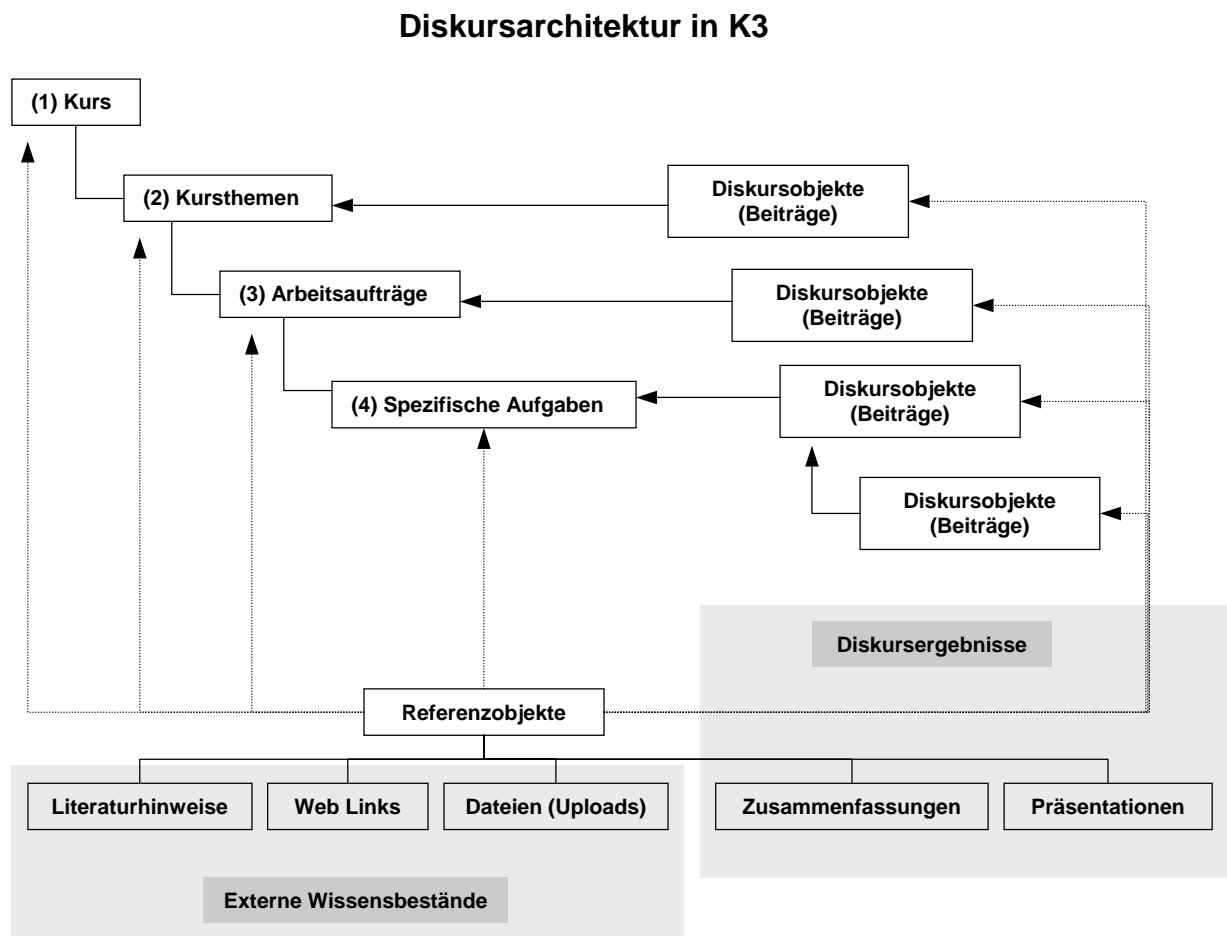 Diskursarchitektur in K3
(1) Kurs
(2) Kursthemen
Diskursobjekte
(Beiträge)
(3) Arbeitsaufträge
Diskursobjekte
(Beiträge)
(4) Spezifische Aufgaben
Diskursobjekte
(Beiträge)
Diskursobjekte
(Beiträge)
Diskursergebnisse
Referenzobjekte
Literaturhinweise
Web Links
Dateien (Uploads)
Zusammenfassungen
Präsentationen
Externe Wissensbestände